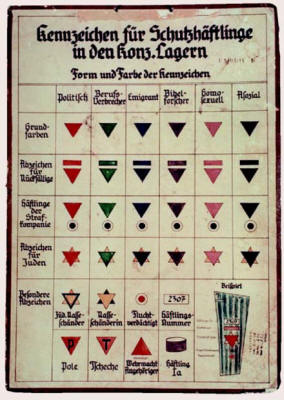 Kennzeichen für Schutzhäftlinge
in den Konz. Lagern
Form und Farbe der Kennzeichen
Politisch
Berufs-
Verbrecher
Emigrant
Bibel-
forscher
Homo-
sexuell
Asozial
Grund-
farben
Abzeichen
für
Rückfällige
Häftlinge
der
Straf-
kompanie
Abzeichen
für
Juden
Besondere
Abzeichen
Jüd. Rasse-
schänder
Rasse-
schänderin
Flucht-
verdächtigt
2307
Häftlings-
Nummer
Beispiel
P
Pole
T
Tscheche
Wehrmacht
Angehöriger
Häftling
Ia